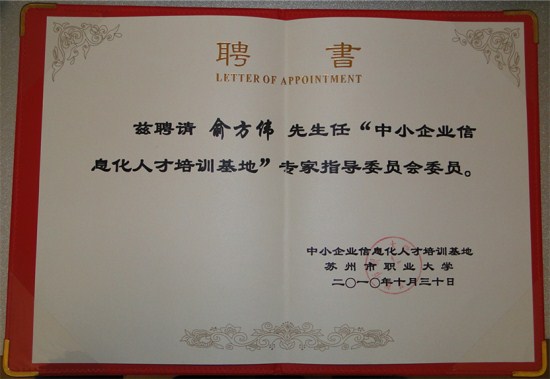 聘 書
LETTER OF APPOINTMENT
兹聘请 俞方伟 先生任“中小企业信
息化人才培训基地”专家指导委员会委员。
中小企业信息化人才培训基地
苏州市职业大学
二〇一〇年十月三十日